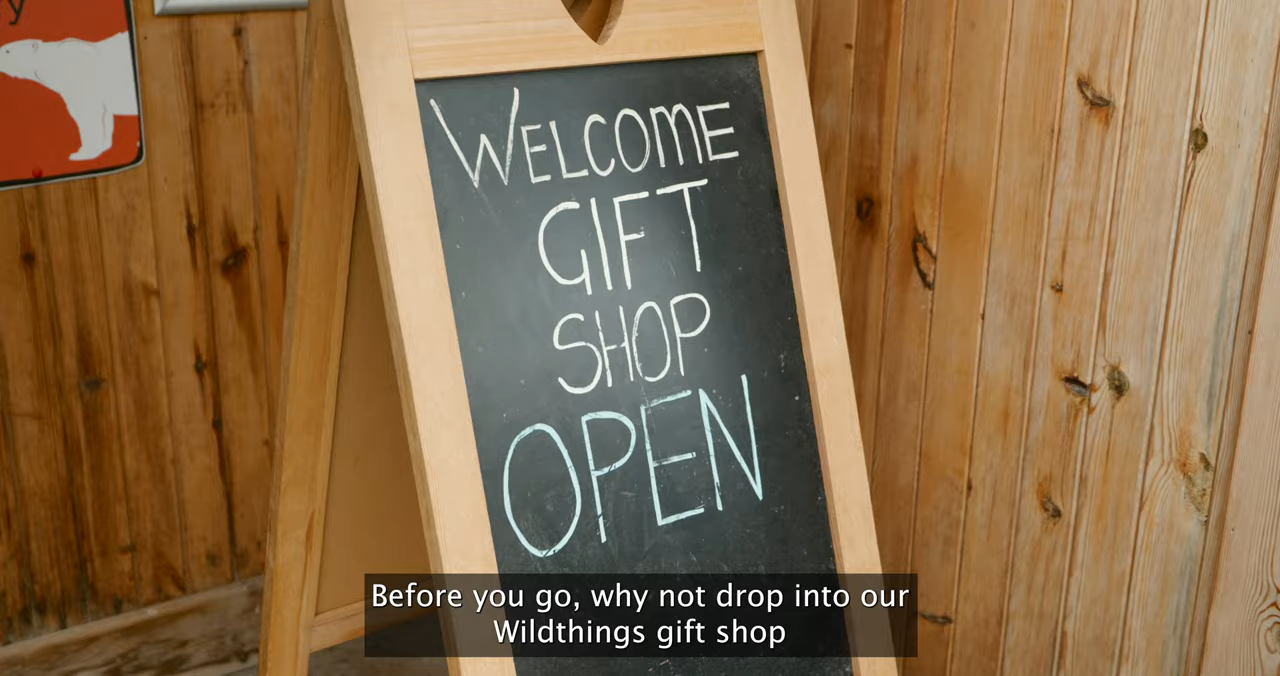 y
WELCOME
GIFT
SHOP
OPEN
Before you go, why not drop into our
Wildthings gift shop